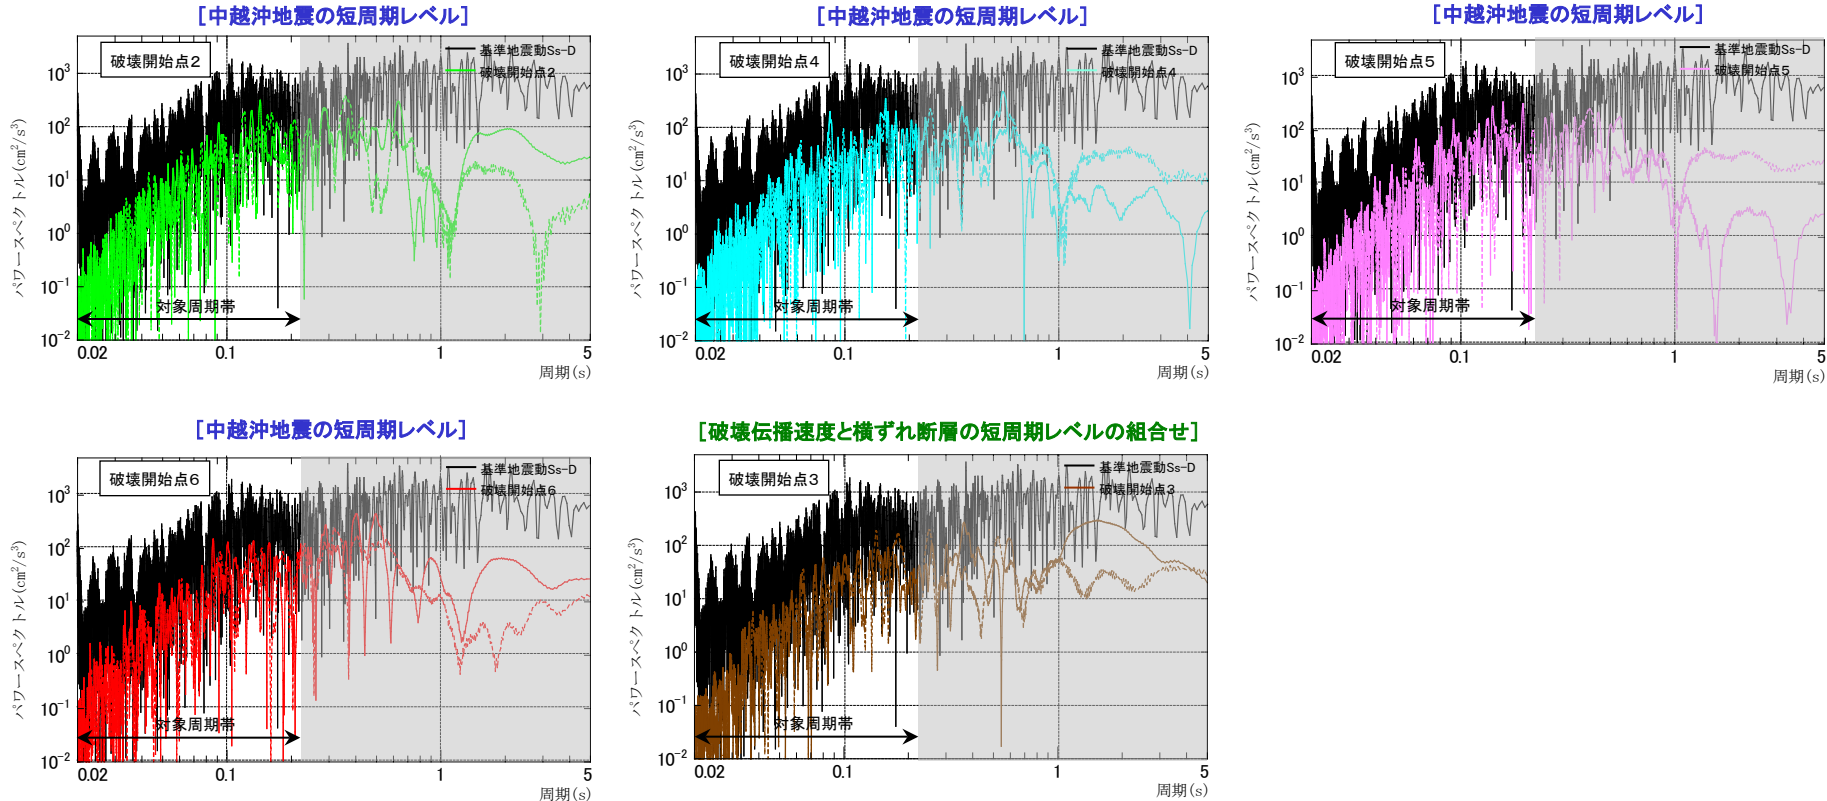 [中越沖地震の短周期レベル]
破壊開始点2
基準地震動Ss-D
破壊開始点2
パワースペクトル(cm²/s³)
10³
10²
10¹
10⁰
10⁻¹
10⁻²
対象周期帯
0.02
0.1
1
5
周期(s)
[中越沖地震の短周期レベル]
破壊開始点4
基準地震動Ss-D
破壊開始点4
パワースペクトル(cm²/s³)
10³
10²
10¹
10⁰
10⁻¹
10⁻²
対象周期帯
0.02
0.1
1
5
周期(s)
[中越沖地震の短周期レベル]
破壊開始点5
基準地震動Ss-D
破壊開始点5
パワースペクトル(cm²/s³)
10³
10²
10¹
10⁰
10⁻¹
10⁻²
対象周期帯
0.02
0.1
1
5
周期(s)
[中越沖地震の短周期レベル]
破壊開始点6
基準地震動Ss-D
破壊開始点6
パワースペクトル(cm²/s³)
10³
10²
10¹
10⁰
10⁻¹
10⁻²
対象周期帯
0.02
0.1
1
5
周期(s)
[破壊伝播速度と横ずれ断層の短周期レベルの組合せ]
破壊開始点3
基準地震動Ss-D
破壊開始点3
パワースペクトル(cm²/s³)
10³
10²
10¹
10⁰
10⁻¹
10⁻²
対象周期帯
0.02
0.1
1
5
周期(s)